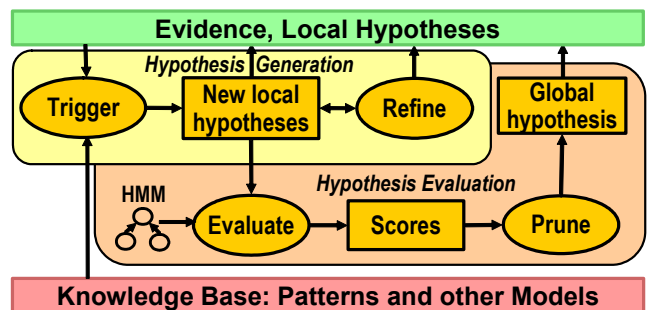 Evidence, Local Hypotheses
Hypothesis Generation
Trigger
New local
hypotheses
Refine
Global
hypothesis
Hypothesis Evaluation
HMM
Evaluate
Scores
Prune
Knowledge Base: Patterns and other Models